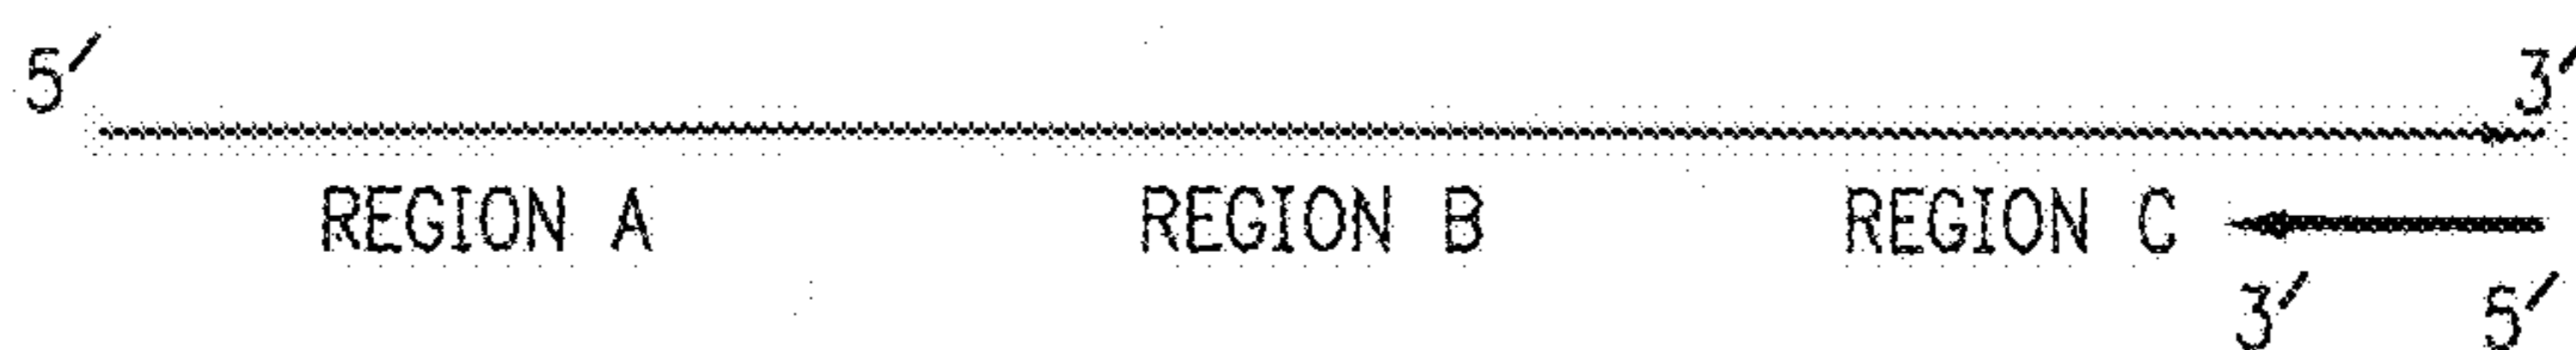 5′ 3′
REGION A REGION B REGION C
3′ 5′